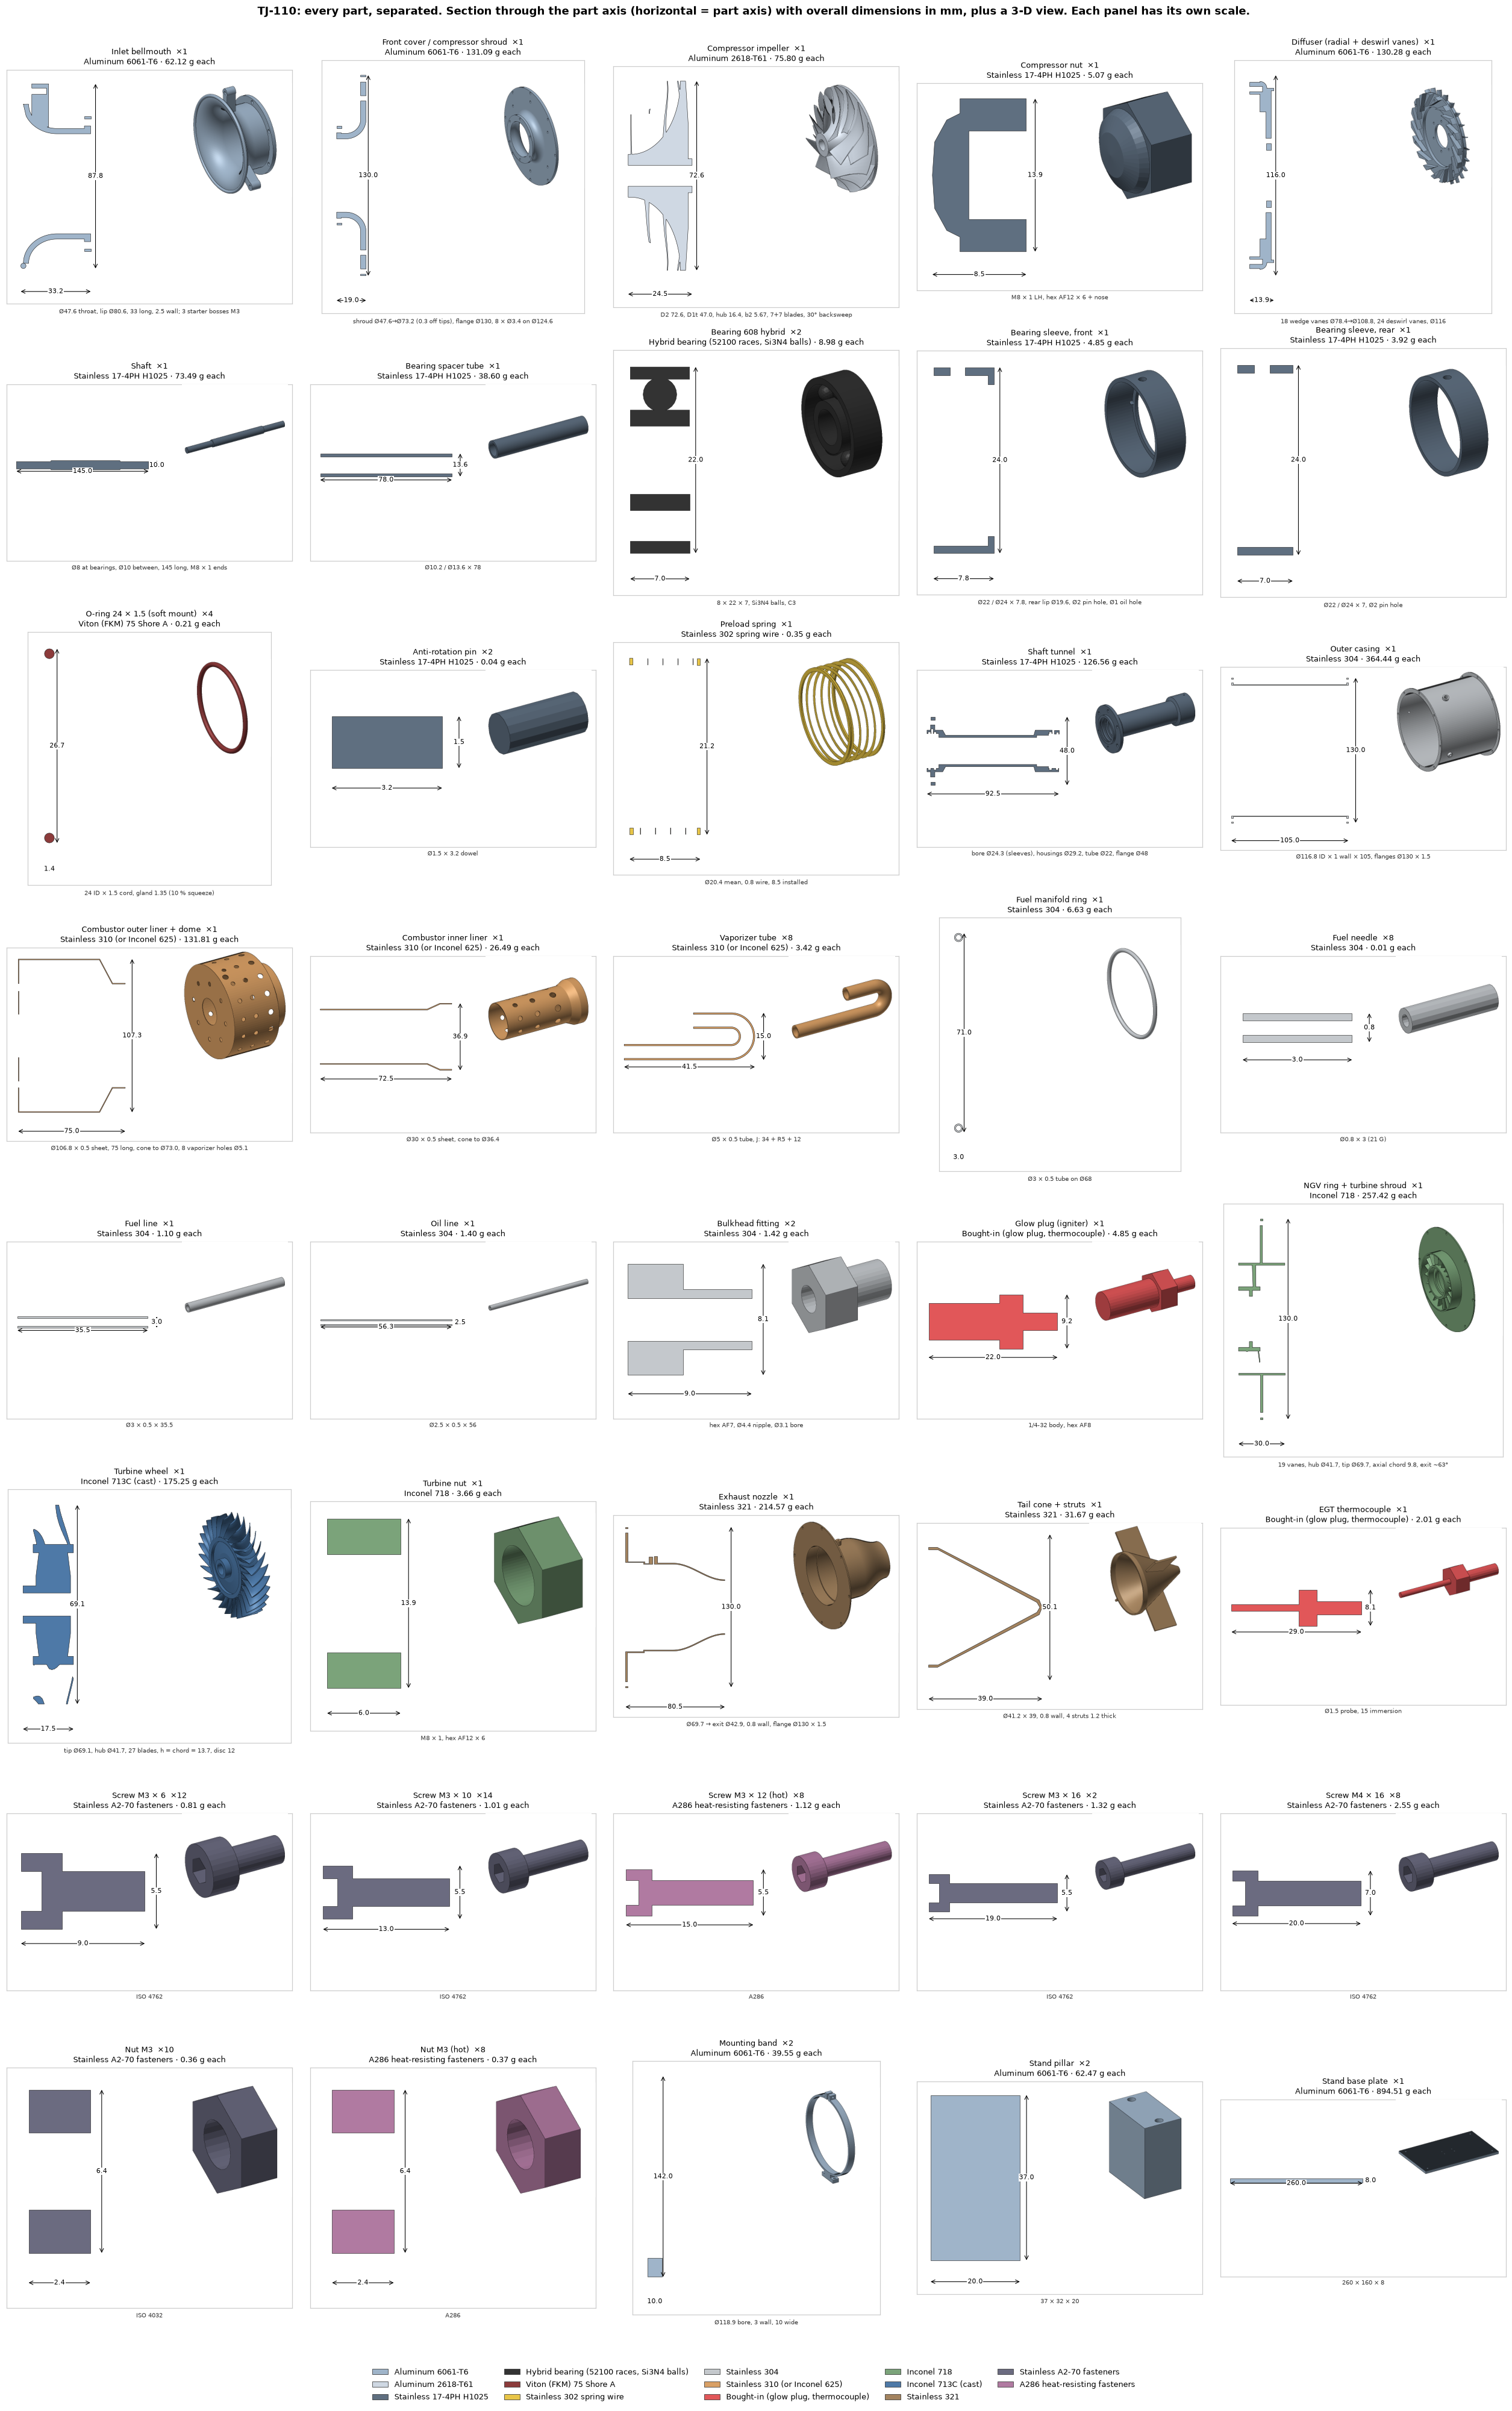 TJ-110: every part, separated. Section through the part axis (horizontal = part axis) with overall dimensions in mm, plus a 3-D view. Each panel has its own scale.
Inlet bellmouth ×1
Aluminum 6061-T6 · 62.12 g each
87.8
33.2
Ø47.6 throat, lip Ø80.6, 33 long, 2.5 wall; 3 starter bosses M3
Front cover / compressor shroud ×1
Aluminum 6061-T6 · 131.09 g each
130.0
19.0
shroud Ø47.6→Ø73.2 (0.3 off tips), flange Ø130, 8 × Ø3.4 on Ø124.6
Compressor impeller ×1
Aluminum 2618-T61 · 75.80 g each
72.6
24.5
D2 72.6, D1t 47.0, hub 16.4, b2 5.67, 7+7 blades, 30° backsweep
Compressor nut ×1
Stainless 17-4PH H1025 · 5.07 g each
13.9
8.5
M8 × 1 LH, hex AF12 × 6 + nose
Diffuser (radial + deswirl vanes) ×1
Aluminum 6061-T6 · 130.28 g each
116.0
13.9
18 wedge vanes Ø78.4→Ø108.8, 24 deswirl vanes, Ø116
Shaft ×1
Stainless 17-4PH H1025 · 73.49 g each
10.0
145.0
Ø8 at bearings, Ø10 between, 145 long, M8 × 1 ends
Bearing spacer tube ×1
Stainless 17-4PH H1025 · 38.60 g each
13.6
78.0
Ø10.2 / Ø13.6 × 78
Bearing 608 hybrid ×2
Hybrid bearing (52100 races, Si3N4 balls) · 8.98 g each
22.0
7.0
8 × 22 × 7, Si3N4 balls, C3
Bearing sleeve, front ×1
Stainless 17-4PH H1025 · 4.85 g each
24.0
7.8
Ø22 / Ø24 × 7.8, rear lip Ø19.6, Ø2 pin hole, Ø1 oil hole
Bearing sleeve, rear ×1
Stainless 17-4PH H1025 · 3.92 g each
24.0
7.0
Ø22 / Ø24 × 7, Ø2 pin hole
O-ring 24 × 1.5 (soft mount) ×4
Viton (FKM) 75 Shore A · 0.21 g each
26.7
1.4
24 ID × 1.5 cord, gland 1.35 (10 % squeeze)
Anti-rotation pin ×2
Stainless 17-4PH H1025 · 0.04 g each
1.5
3.2
Ø1.5 × 3.2 dowel
Preload spring ×1
Stainless 302 spring wire · 0.35 g each
21.2
8.5
Ø20.4 mean, 0.8 wire, 8.5 installed
Shaft tunnel ×1
Stainless 17-4PH H1025 · 126.56 g each
48.0
92.5
bore Ø24.3 (sleeves), housings Ø29.2, tube Ø22, flange Ø48
Outer casing ×1
Stainless 304 · 364.44 g each
130.0
105.0
Ø116.8 ID × 1 wall × 105, flanges Ø130 × 1.5
Combustor outer liner + dome ×1
Stainless 310 (or Inconel 625) · 131.81 g each
107.3
75.0
Ø106.8 × 0.5 sheet, 75 long, cone to Ø73.0, 8 vaporizer holes Ø5.1
Combustor inner liner ×1
Stainless 310 (or Inconel 625) · 26.49 g each
36.9
72.5
Ø30 × 0.5 sheet, cone to Ø36.4
Vaporizer tube ×8
Stainless 310 (or Inconel 625) · 3.42 g each
15.0
41.5
Ø5 × 0.5 tube, J: 34 + R5 + 12
Fuel manifold ring ×1
Stainless 304 · 6.63 g each
71.0
3.0
Ø3 × 0.5 tube on Ø68
Fuel needle ×8
Stainless 304 · 0.01 g each
0.8
3.0
Ø0.8 × 3 (21 G)
Fuel line ×1
Stainless 304 · 1.10 g each
3.0
35.5
Ø3 × 0.5 × 35.5
Oil line ×1
Stainless 304 · 1.40 g each
2.5
56.3
Ø2.5 × 0.5 × 56
Bulkhead fitting ×2
Stainless 304 · 1.42 g each
8.1
9.0
hex AF7, Ø4.4 nipple, Ø3.1 bore
Glow plug (igniter) ×1
Bought-in (glow plug, thermocouple) · 4.85 g each
9.2
22.0
1/4-32 body, hex AF8
NGV ring + turbine shroud ×1
Inconel 718 · 257.42 g each
130.0
30.0
19 vanes, hub Ø41.7, tip Ø69.7, axial chord 9.8, exit ~63°
Turbine wheel ×1
Inconel 713C (cast) · 175.25 g each
69.1
17.5
tip Ø69.1, hub Ø41.7, 27 blades, h = chord = 13.7, disc 12
Turbine nut ×1
Inconel 718 · 3.66 g each
13.9
6.0
M8 × 1, hex AF12 × 6
Exhaust nozzle ×1
Stainless 321 · 214.57 g each
130.0
80.5
Ø69.7 → exit Ø42.9, 0.8 wall, flange Ø130 × 1.5
Tail cone + struts ×1
Stainless 321 · 31.67 g each
50.1
39.0
Ø41.2 × 39, 0.8 wall, 4 struts 1.2 thick
EGT thermocouple ×1
Bought-in (glow plug, thermocouple) · 2.01 g each
8.1
29.0
Ø1.5 probe, 15 immersion
Screw M3 × 6 ×12
Stainless A2-70 fasteners · 0.81 g each
5.5
9.0
ISO 4762
Screw M3 × 10 ×14
Stainless A2-70 fasteners · 1.01 g each
5.5
13.0
ISO 4762
Screw M3 × 12 (hot) ×8
A286 heat-resisting fasteners · 1.12 g each
5.5
15.0
A286
Screw M3 × 16 ×2
Stainless A2-70 fasteners · 1.32 g each
5.5
19.0
ISO 4762
Screw M4 × 16 ×8
Stainless A2-70 fasteners · 2.55 g each
7.0
20.0
ISO 4762
Nut M3 ×10
Stainless A2-70 fasteners · 0.36 g each
6.4
2.4
ISO 4032
Nut M3 (hot) ×8
A286 heat-resisting fasteners · 0.37 g each
6.4
2.4
A286
Mounting band ×2
Aluminum 6061-T6 · 39.55 g each
142.0
10.0
Ø118.9 bore, 3 wall, 10 wide
Stand pillar ×2
Aluminum 6061-T6 · 62.47 g each
37.0
20.0
37 × 32 × 20
Stand base plate ×1
Aluminum 6061-T6 · 894.51 g each
8.0
260.0
260 × 160 × 8
Aluminum 6061-T6
Aluminum 2618-T61
Stainless 17-4PH H1025
Hybrid bearing (52100 races, Si3N4 balls)
Viton (FKM) 75 Shore A
Stainless 302 spring wire
Stainless 304
Stainless 310 (or Inconel 625)
Bought-in (glow plug, thermocouple)
Inconel 718
Inconel 713C (cast)
Stainless 321
Stainless A2-70 fasteners
A286 heat-resisting fasteners